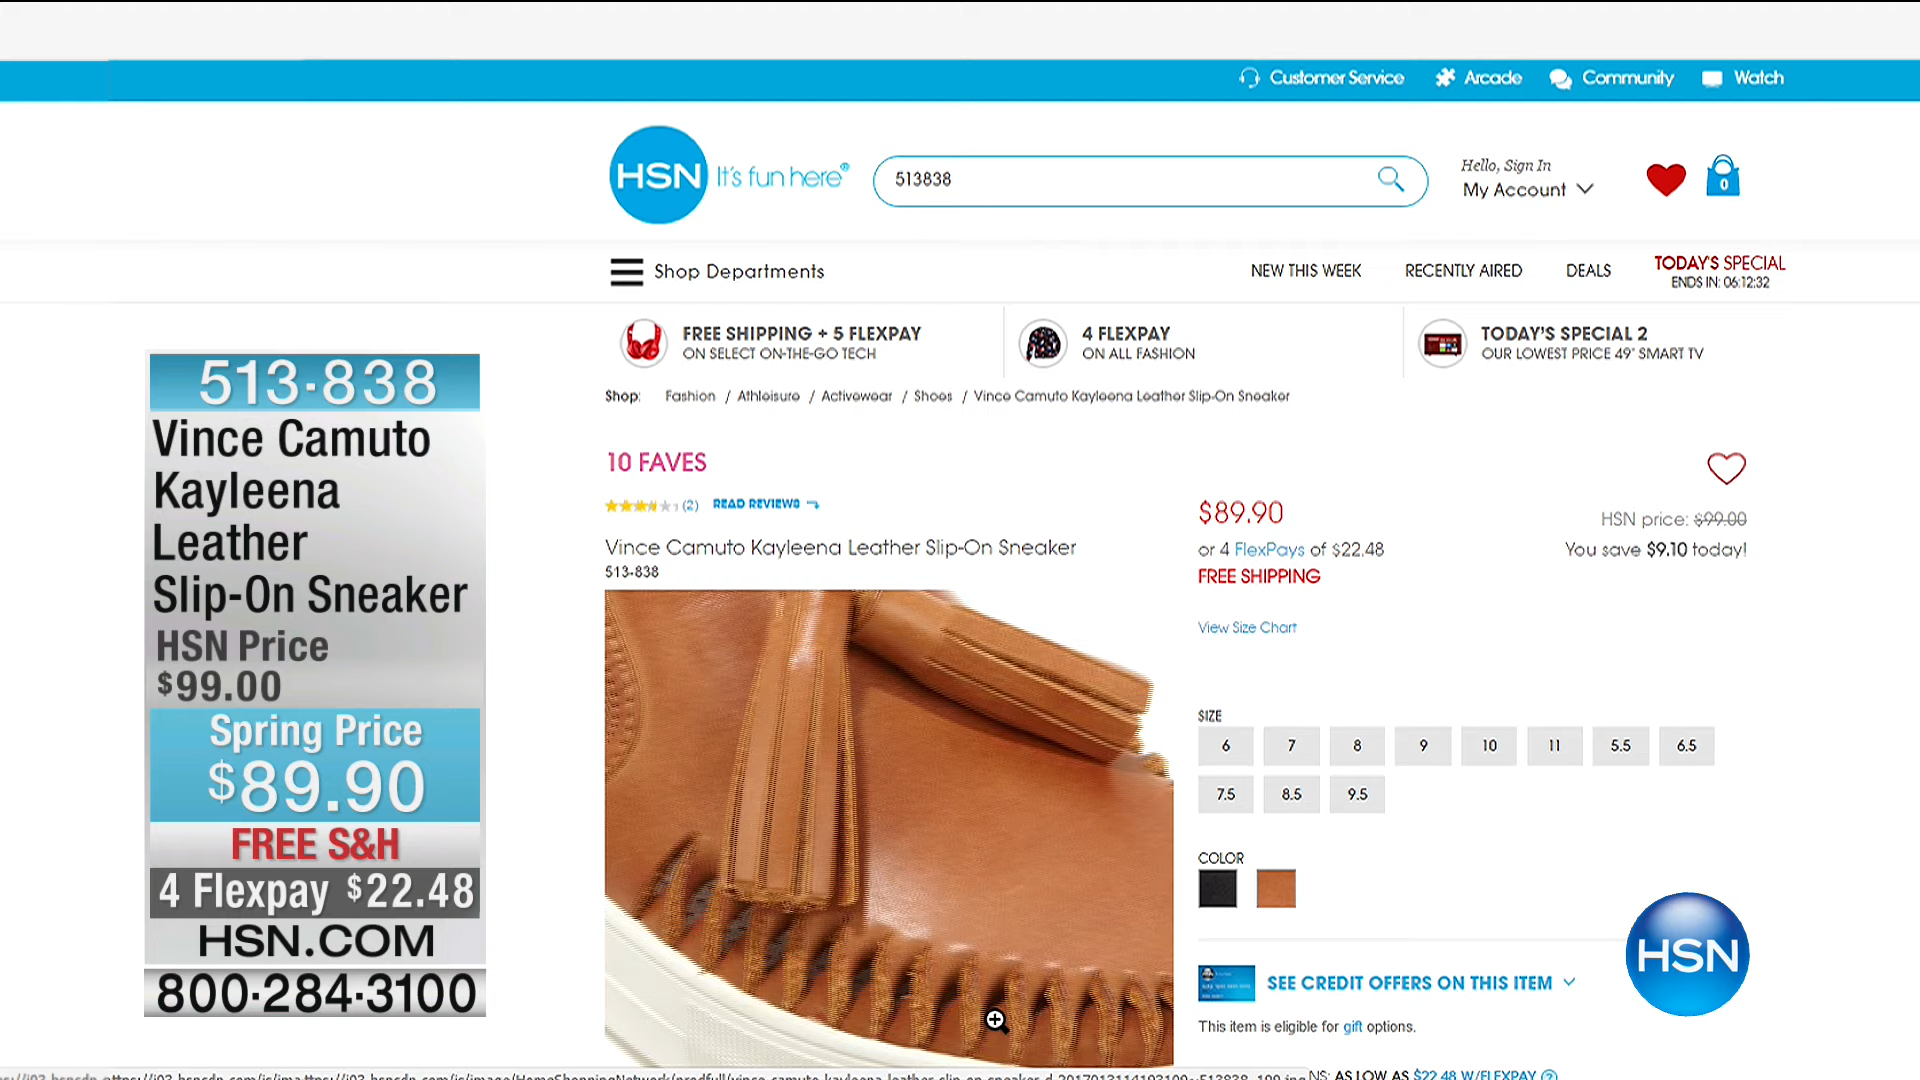 Customer Service
Arcade
Community
Watch
HSN
It's fun here®
513838
Hello, Sign In
My Account
0
Shop Departments
NEW THIS WEEK
RECENTLY AIRED
DEALS
TODAY'S SPECIAL
ENDS IN: 06:12:32
FREE SHIPPING + 5 FLEXPAY
ON SELECT ON-THE-GO TECH
4 FLEXPAY
ON ALL FASHION
TODAY'S SPECIAL 2
OUR LOWEST PRICE 49" SMART TV
Shop: Fashion / Athleisure / Activewear / Shoes / Vince Camuto Kayleena Leather Slip-On Sneaker
513-838
Vince Camuto
Kayleena
Leather
Slip-On Sneaker
HSN Price
$99.00
Spring Price
$89.90
FREE S&H
4 Flexpay $22.48
HSN.COM
800-284-3100
10 FAVES
(2) READ REVIEWS
Vince Camuto Kayleena Leather Slip-On Sneaker
513-838
$89.90
or 4 FlexPays of $22.48
FREE SHIPPING
HSN price: $99.00
You save $9.10 today!
View Size Chart
SIZE
6 7 8 9 10 11 5.5 6.5
7.5 8.5 9.5
COLOR
SEE CREDIT OFFERS ON THIS ITEM
This item is eligible for gift options.
HSN
AS LOW AS $22.48 W/FLEXPAY